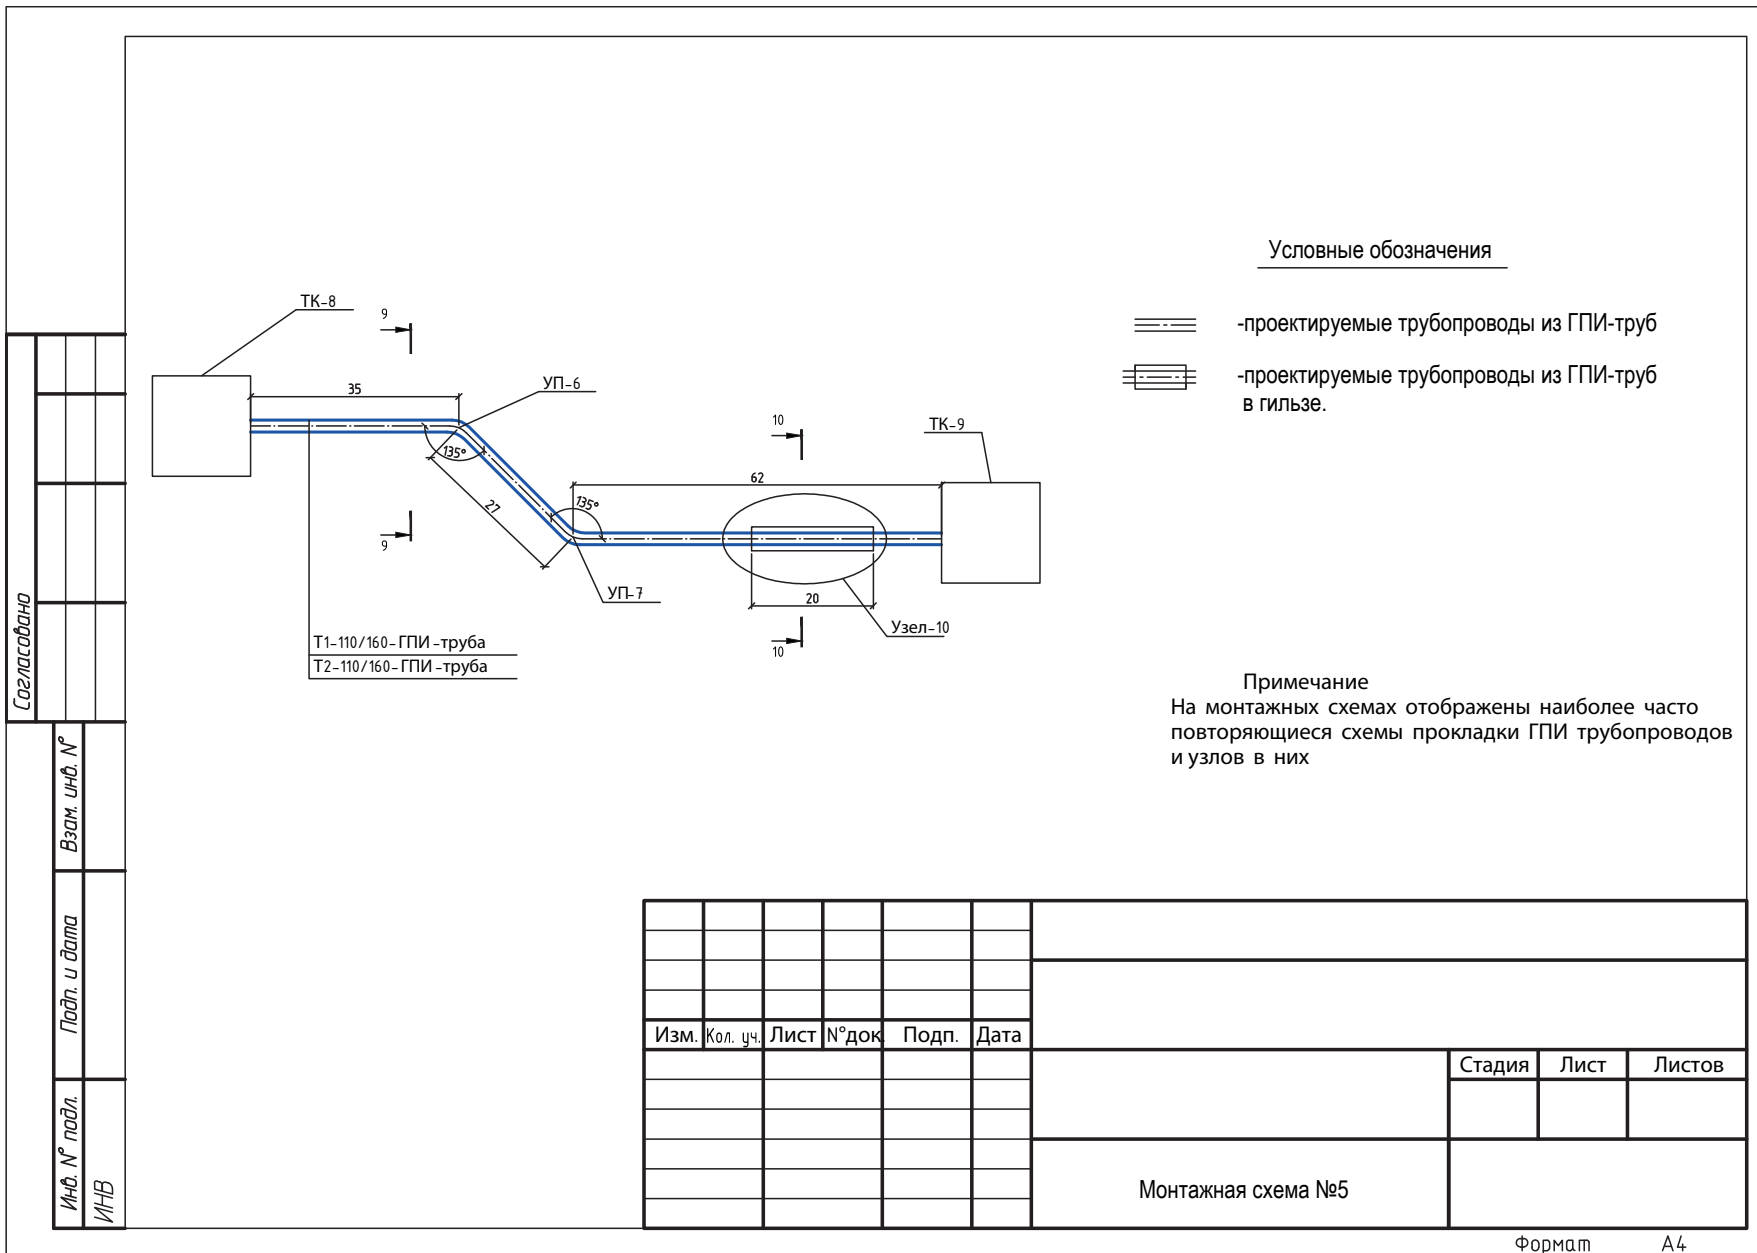 Условные обозначения
ТК-8
9
-проектируемые трубопроводы из ГПИ-труб
35
УП-6
-проектируемые трубопроводы из ГПИ-труб
в гильзе.
10
ТК-9
135°
62
27
135°
9
УП-7
20
Узел-10
10
Т1-110/160-ГПИ-труба
Т2-110/160-ГПИ-труба
Примечание
На монтажных схемах отображены наиболее часто
повторяющиеся схемы прокладки ГПИ трубопроводов
и узлов в них
Согласовано
Взам. инв. N°
Подп. и дата
Инв. N° подл.
ИНВ
Изм. Кол. уч. Лист N°док. Подп. Дата
Стадия Лист Листов
Монтажная схема №5
Формат А4